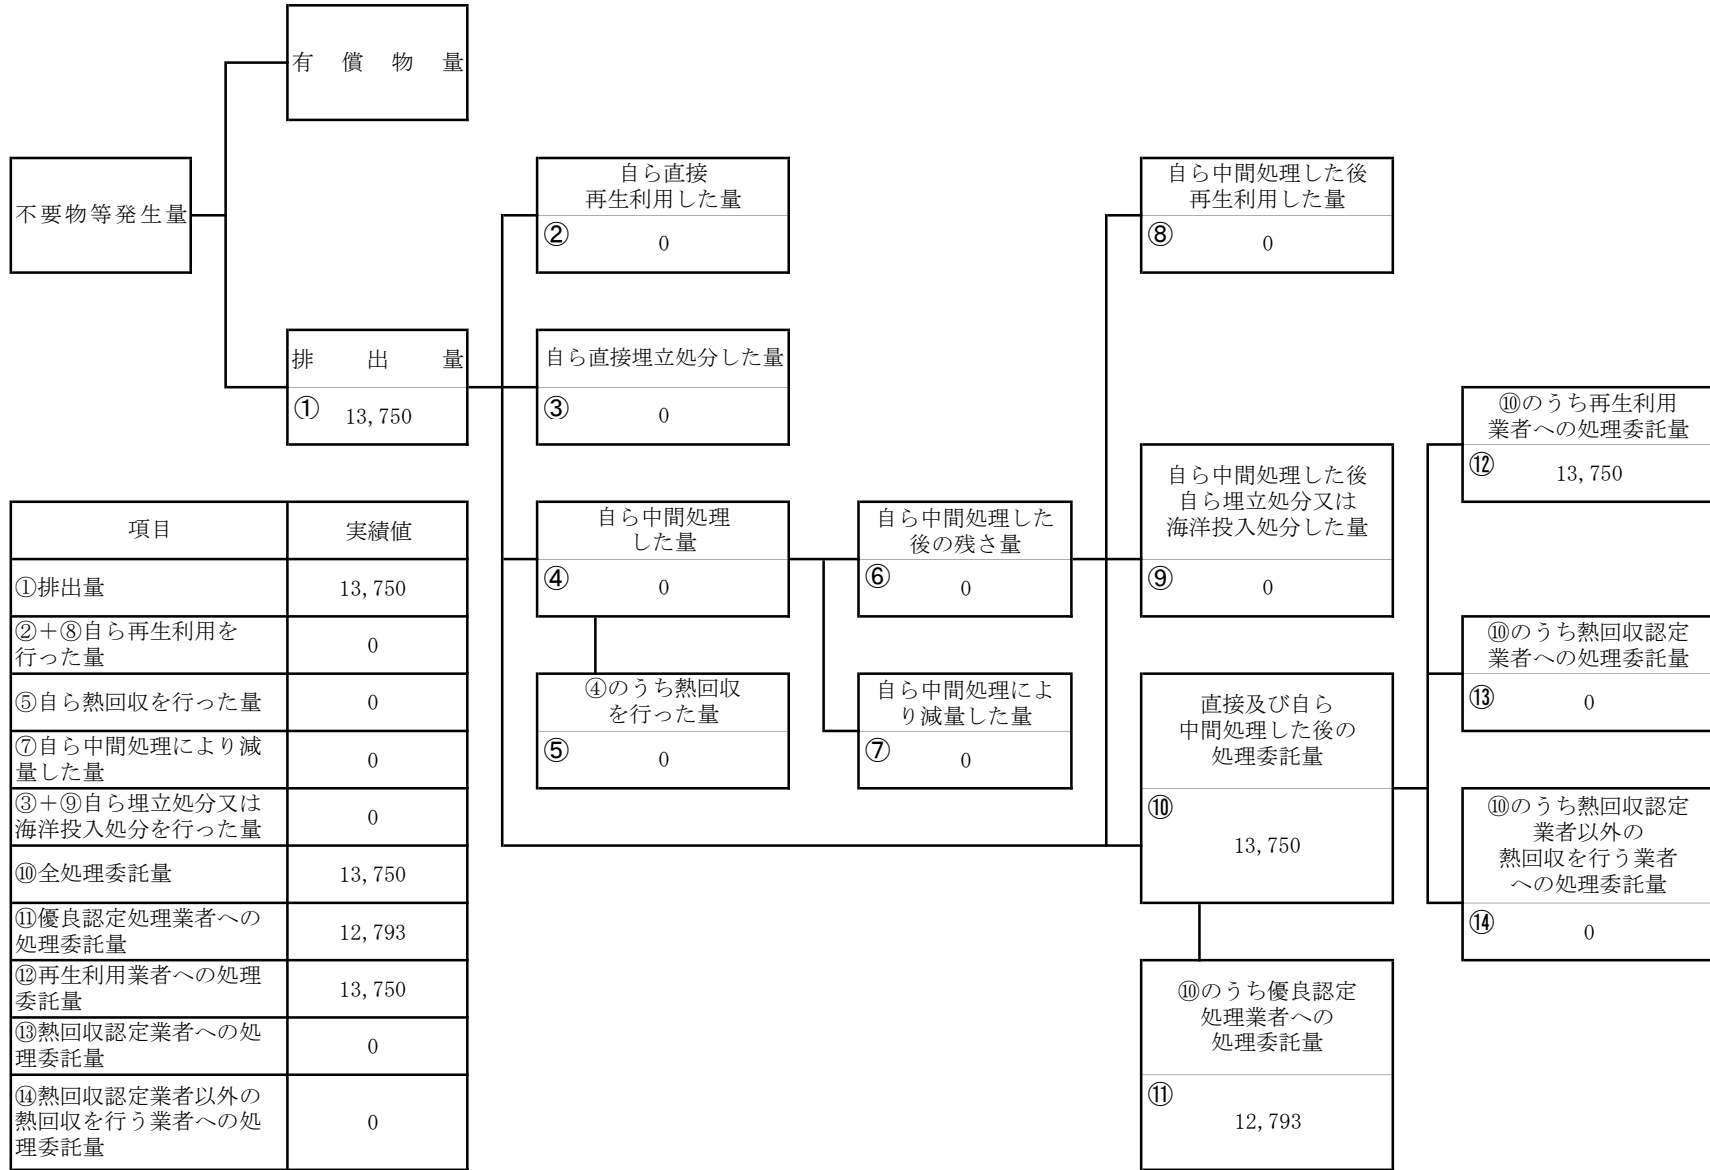 有償物量
不要物等発生量
排出量
① 13,750
自ら直接
再生利用した量
② 0
自ら直接埋立処分した量
③ 0
自ら中間処理
した量
④ 0
④のうち熱回収
を行った量
⑤ 0
自ら中間処理した
後の残さ量
⑥ 0
自ら中間処理によ
り減量した量
⑦ 0
自ら中間処理した後
再生利用した量
⑧ 0
自ら中間処理した後
自ら埋立処分又は
海洋投入処分した量
⑨ 0
直接及び自ら
中間処理した後の
処理委託量
⑩
13,750
⑩のうち優良認定
処理業者への
処理委託量
⑪
12,793
⑩のうち再生利用
業者への処理委託量
⑫ 13,750
⑩のうち熱回収認定
業者への処理委託量
⑬ 0
⑩のうち熱回収認定
業者以外の
熱回収を行う業者
への処理委託量
⑭ 0
項目 実績値
①排出量 13,750
②＋⑧自ら再生利用を
行った量 0
⑤自ら熱回収を行った量 0
⑦自ら中間処理により減
量した量 0
③＋⑨自ら埋立処分又は
海洋投入処分を行った量 0
⑩全処理委託量 13,750
⑪優良認定処理業者への
処理委託量 12,793
⑫再生利用業者への処理
委託量 13,750
⑬熱回収認定業者への処
理委託量 0
⑭熱回収認定業者以外の
熱回収を行う業者への処
理委託量 0